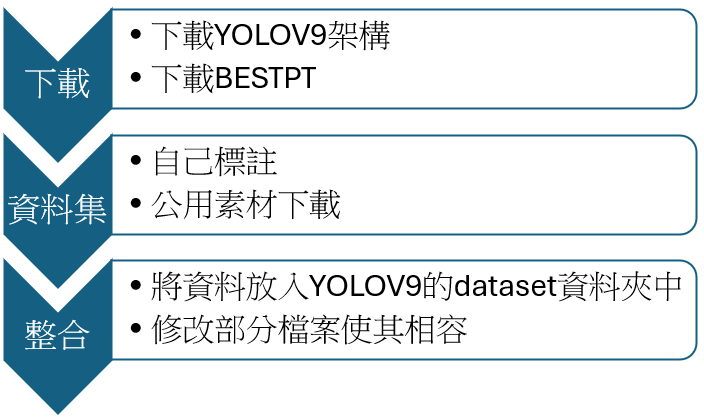 下載
• 下載YOLOV9架構
• 下載BESTPT
資料集
• 自己標註
• 公用素材下載
整合
• 將資料放入YOLOV9的dataset資料夾中
• 修改部分檔案使其相容